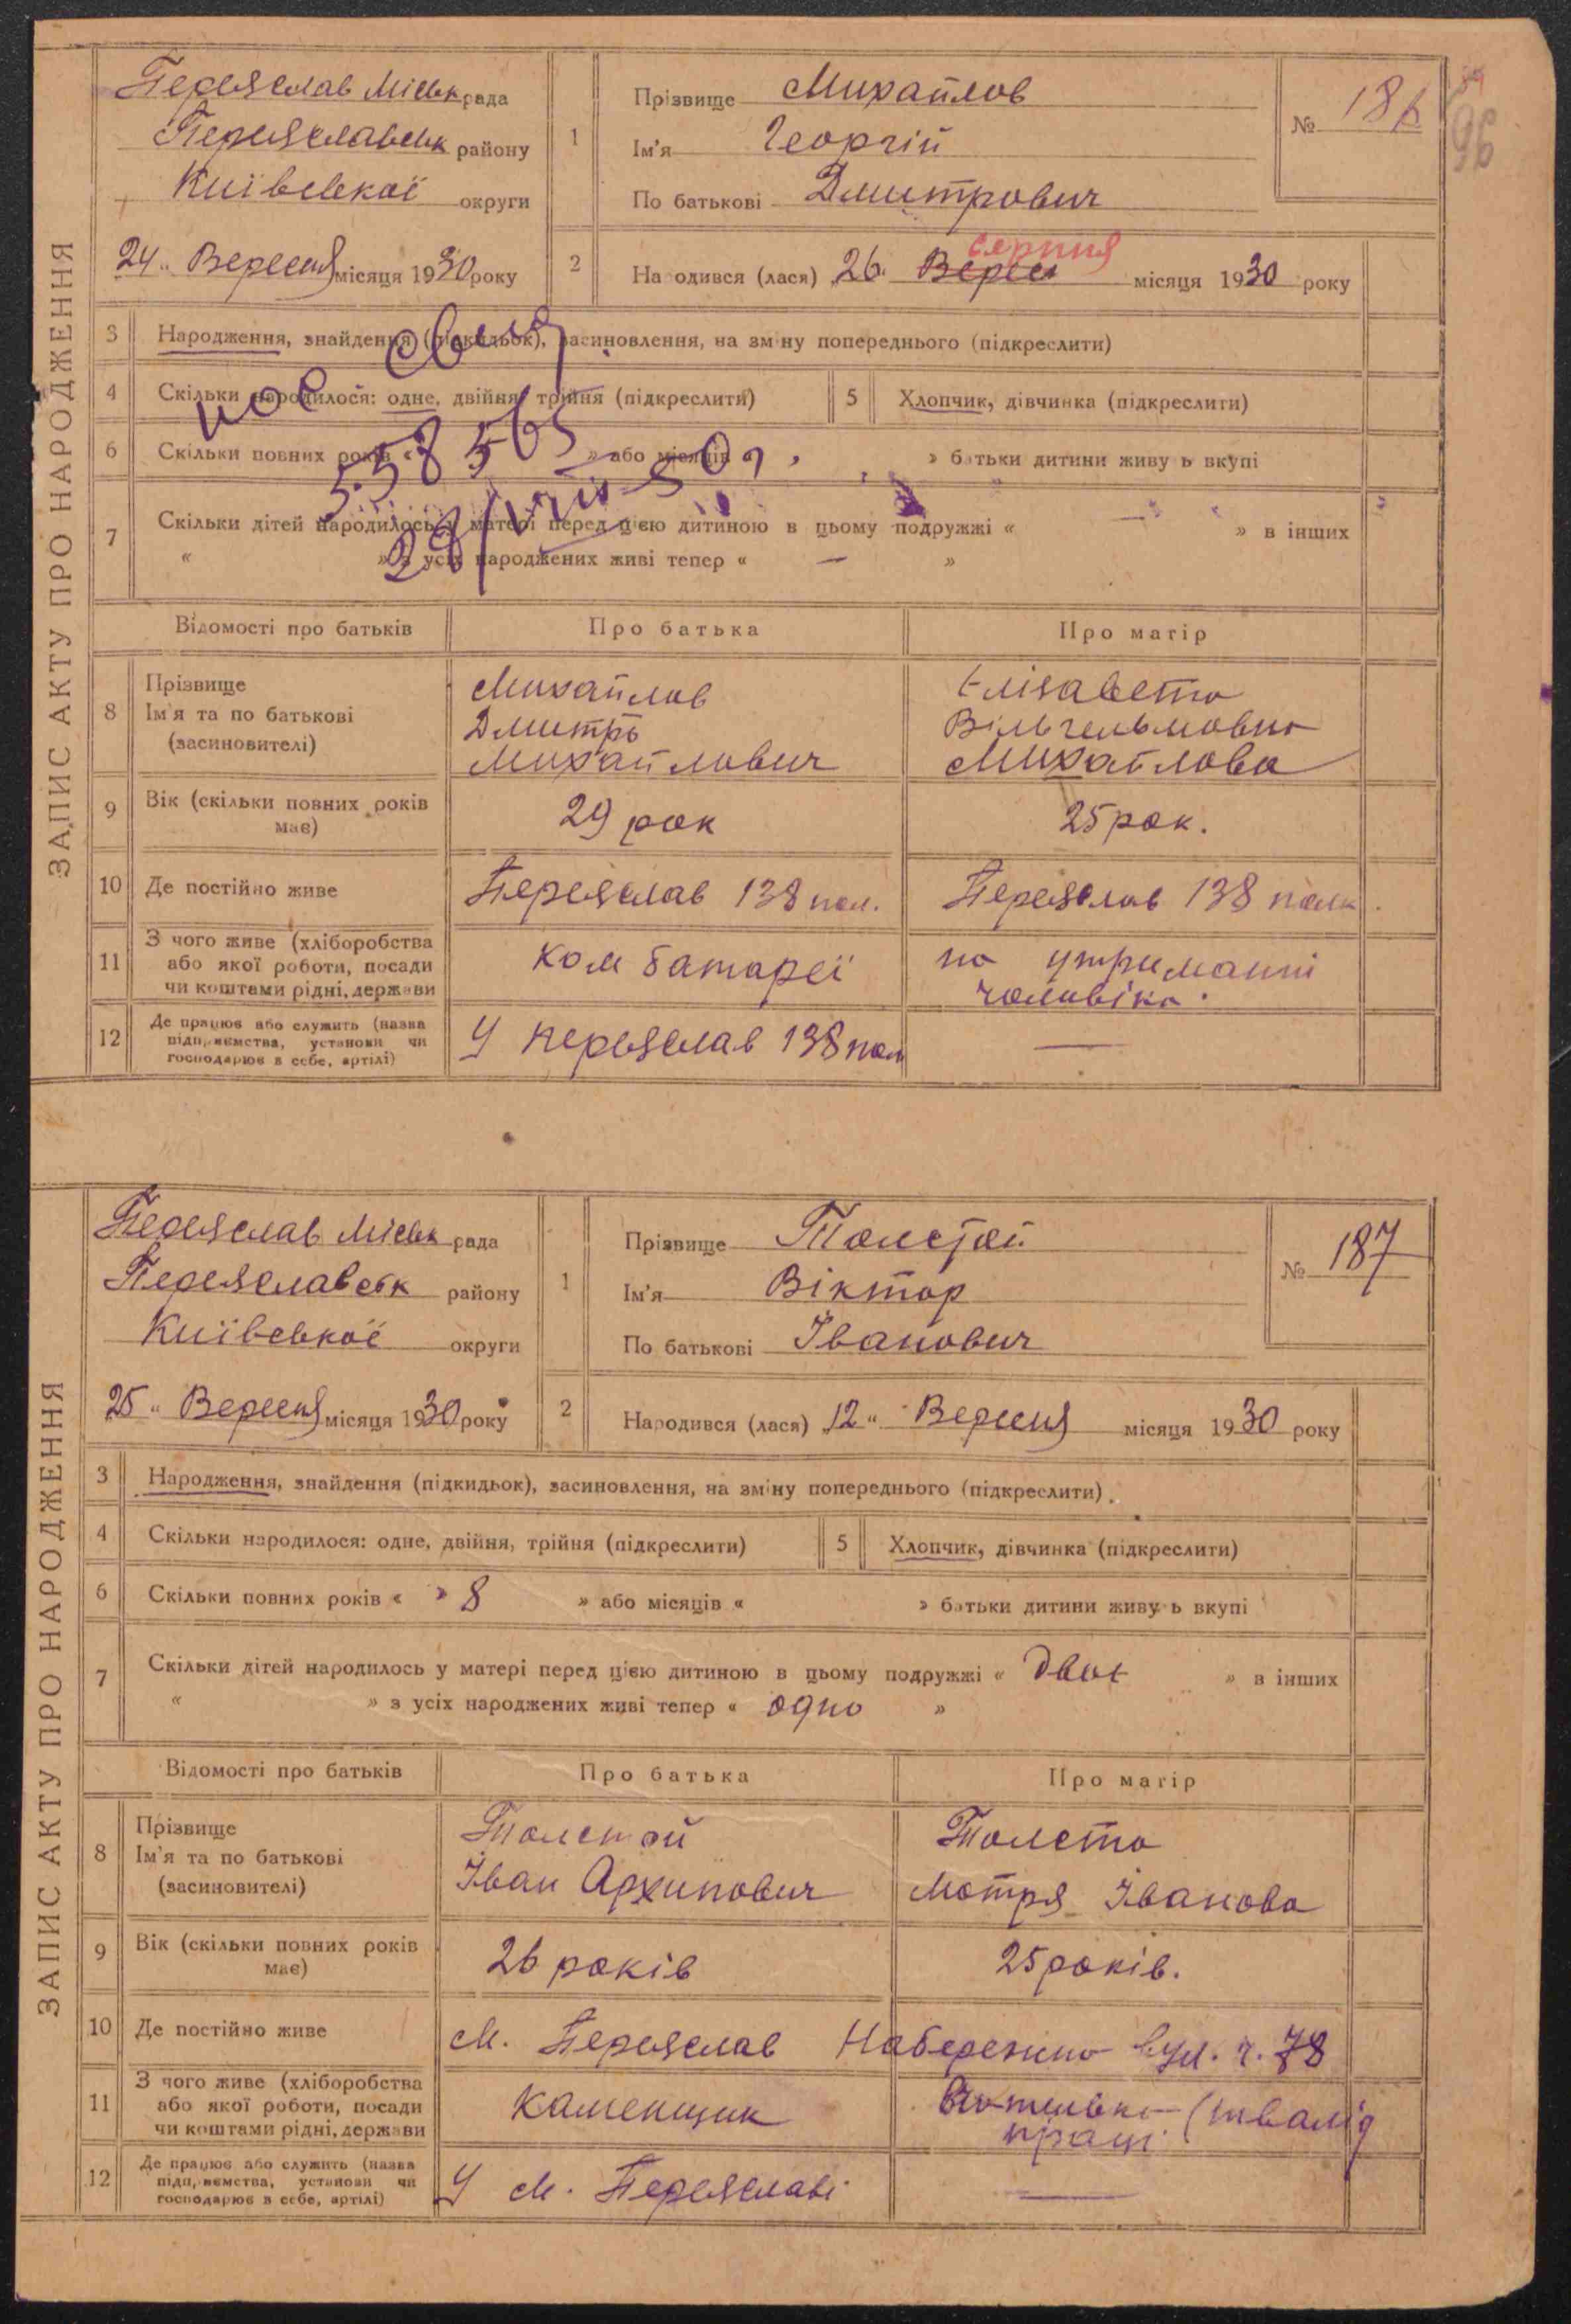 ЗАПИС АКТУ ПРО НАРОДЖЕННЯ
Переяслав Міськ рада
Переяславськ району
Київської округи
24 " Вересня місяця 1930 року
1
Прізвище Михайлов
Ім'я Георгій
По батькові Дмитрович
№ 186
96
2
Народився (лася) 26 " Верес серпня місяця 1930 року
3 Народження, знайдення (підкидьок), засиновлення, на зміну попереднього (підкреслити)
4 Скільки народилося: одне, двійня, трійня (підкреслити) 5 Хлопчик, дівчинка (підкреслити)
6 Скільки повних років « » або місяців « » батьки дитини живуть вкупі
7 Скільки дітей народилось у матері перед цією дитиною в цьому подружжі « — » в інших
« » з усіх народжених живі тепер « — »
Відомості про батьків Про батька Про матір
8 Прізвище
Ім'я та по батькові
(засиновителі)
Михайлов
Дмитрь
Михайлович
Єлізавета
Вільгельмовна
Михайлова
9 Вік (скільки повних років має) 29 рок 25 рок.
10 Де постійно живе Переяслав 138 пол. Переяслав 138 полк
11 З чого живе (хліборобства
або якої роботи, посади
чи коштами рідні, держави
Ком батареї
на утриманні
чоловіка.
12 Де працює або служить (назва
підприємства, установи чи
господарює в себе, артілі)
У Переяслав 138 пол —
ЗАПИС АКТУ ПРО НАРОДЖЕННЯ
Переяслав Міськ рада
Переяславськ району
Київської округи
25 " Вересня місяця 1930 року
1
Прізвище Толстой
Ім'я Віктор
По батькові Іванович
№ 187
2
Народився (лася) 12 " Вересня місяця 1930 року
3 Народження, знайдення (підкидьок), засиновлення, на зміну попереднього (підкреслити)
4 Скільки народилося: одне, двійня, трійня (підкреслити) 5 Хлопчик, дівчинка (підкреслити)
6 Скільки повних років « 8 » або місяців « » батьки дитини живуть вкупі
7 Скільки дітей народилось у матері перед цією дитиною в цьому подружжі « двоє » в інших
« » з усіх народжених живі тепер « одно »
Відомості про батьків Про батька Про матір
8 Прізвище
Ім'я та по батькові
(засиновителі)
Толстой
Іван Архипович
Толста
Мотря Іванова
9 Вік (скільки повних років має) 26 років 25 років.
10 Де постійно живе м. Переяслав Набережна вул. ч. 78
11 З чого живе (хліборобства
або якої роботи, посади
чи коштами рідні, держави
Каменщик
(інвалід
праці
12 Де працює або служить (назва
підприємства, установи чи
господарює в себе, артілі)
У м. Переяславі —